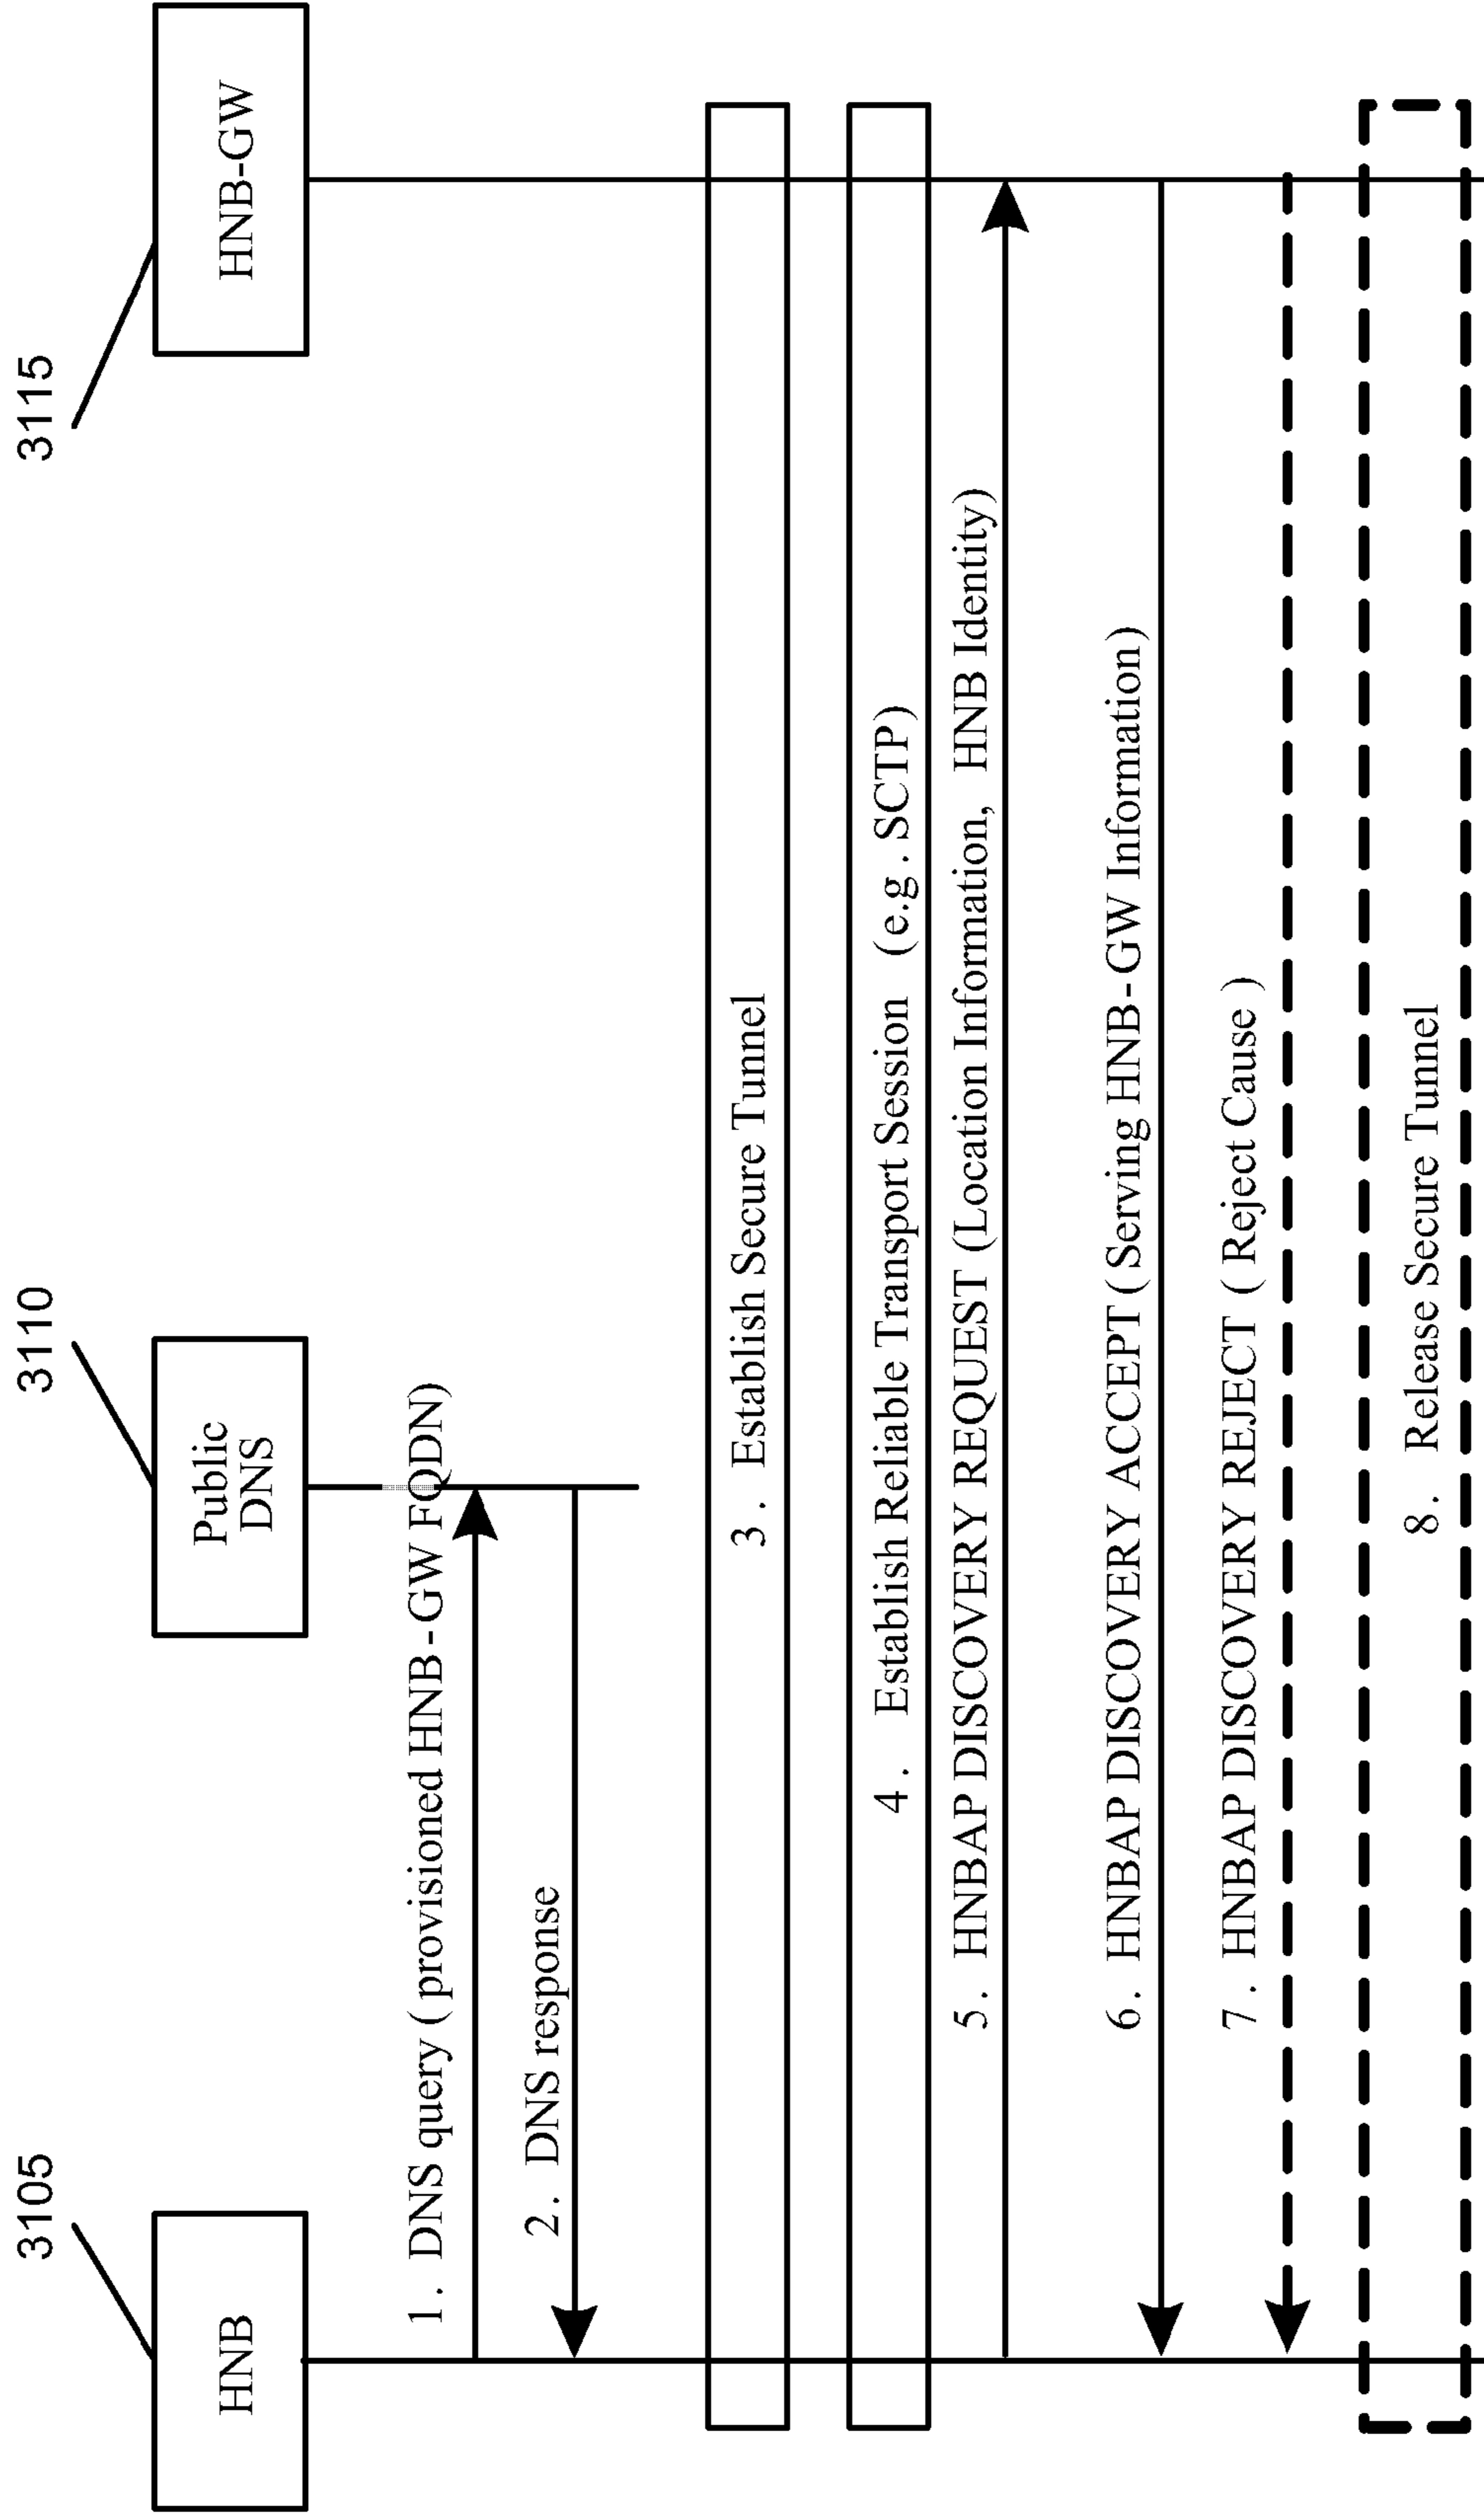 3105
3110
3115
HNB
Public
DNS
HNB-GW
1. DNS query ( provisioned HNB-GW FQDN)
2. DNS response
3. Establish Secure Tunnel
4. Establish Reliable Transport Session (e.g. SCTP)
5. HNBAP DISCOVERY REQUEST (Location Information, HNB Identity)
6. HNBAP DISCOVERY ACCEPT (Serving HNB-GW Information)
7. HNBAP DISCOVERY REJECT ( Reject Cause )
8. Release Secure Tunnel